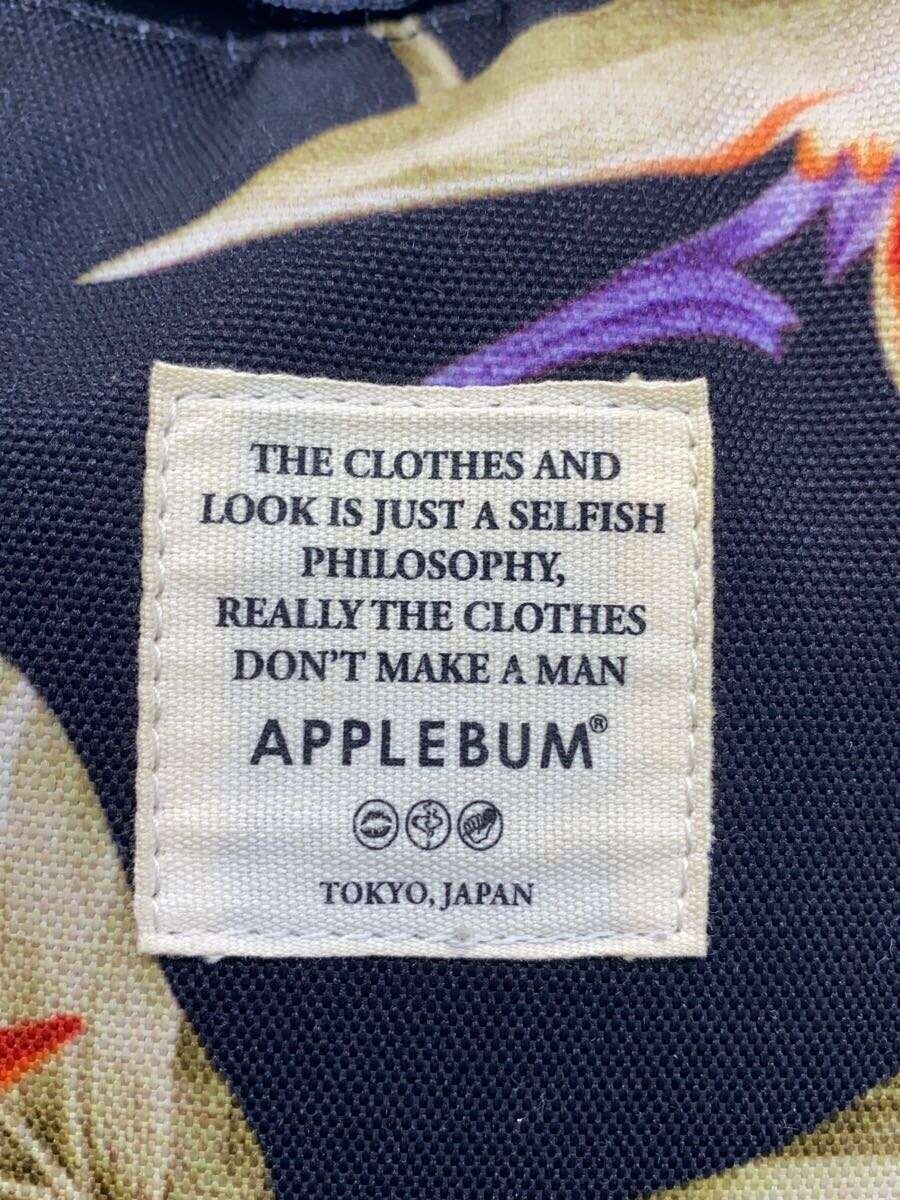 THE CLOTHES AND
LOOK IS JUST A SELFISH
PHILOSOPHY,
REALLY THE CLOTHES
DON'T MAKE A MAN
APPLEBUM®
TOKYO, JAPAN